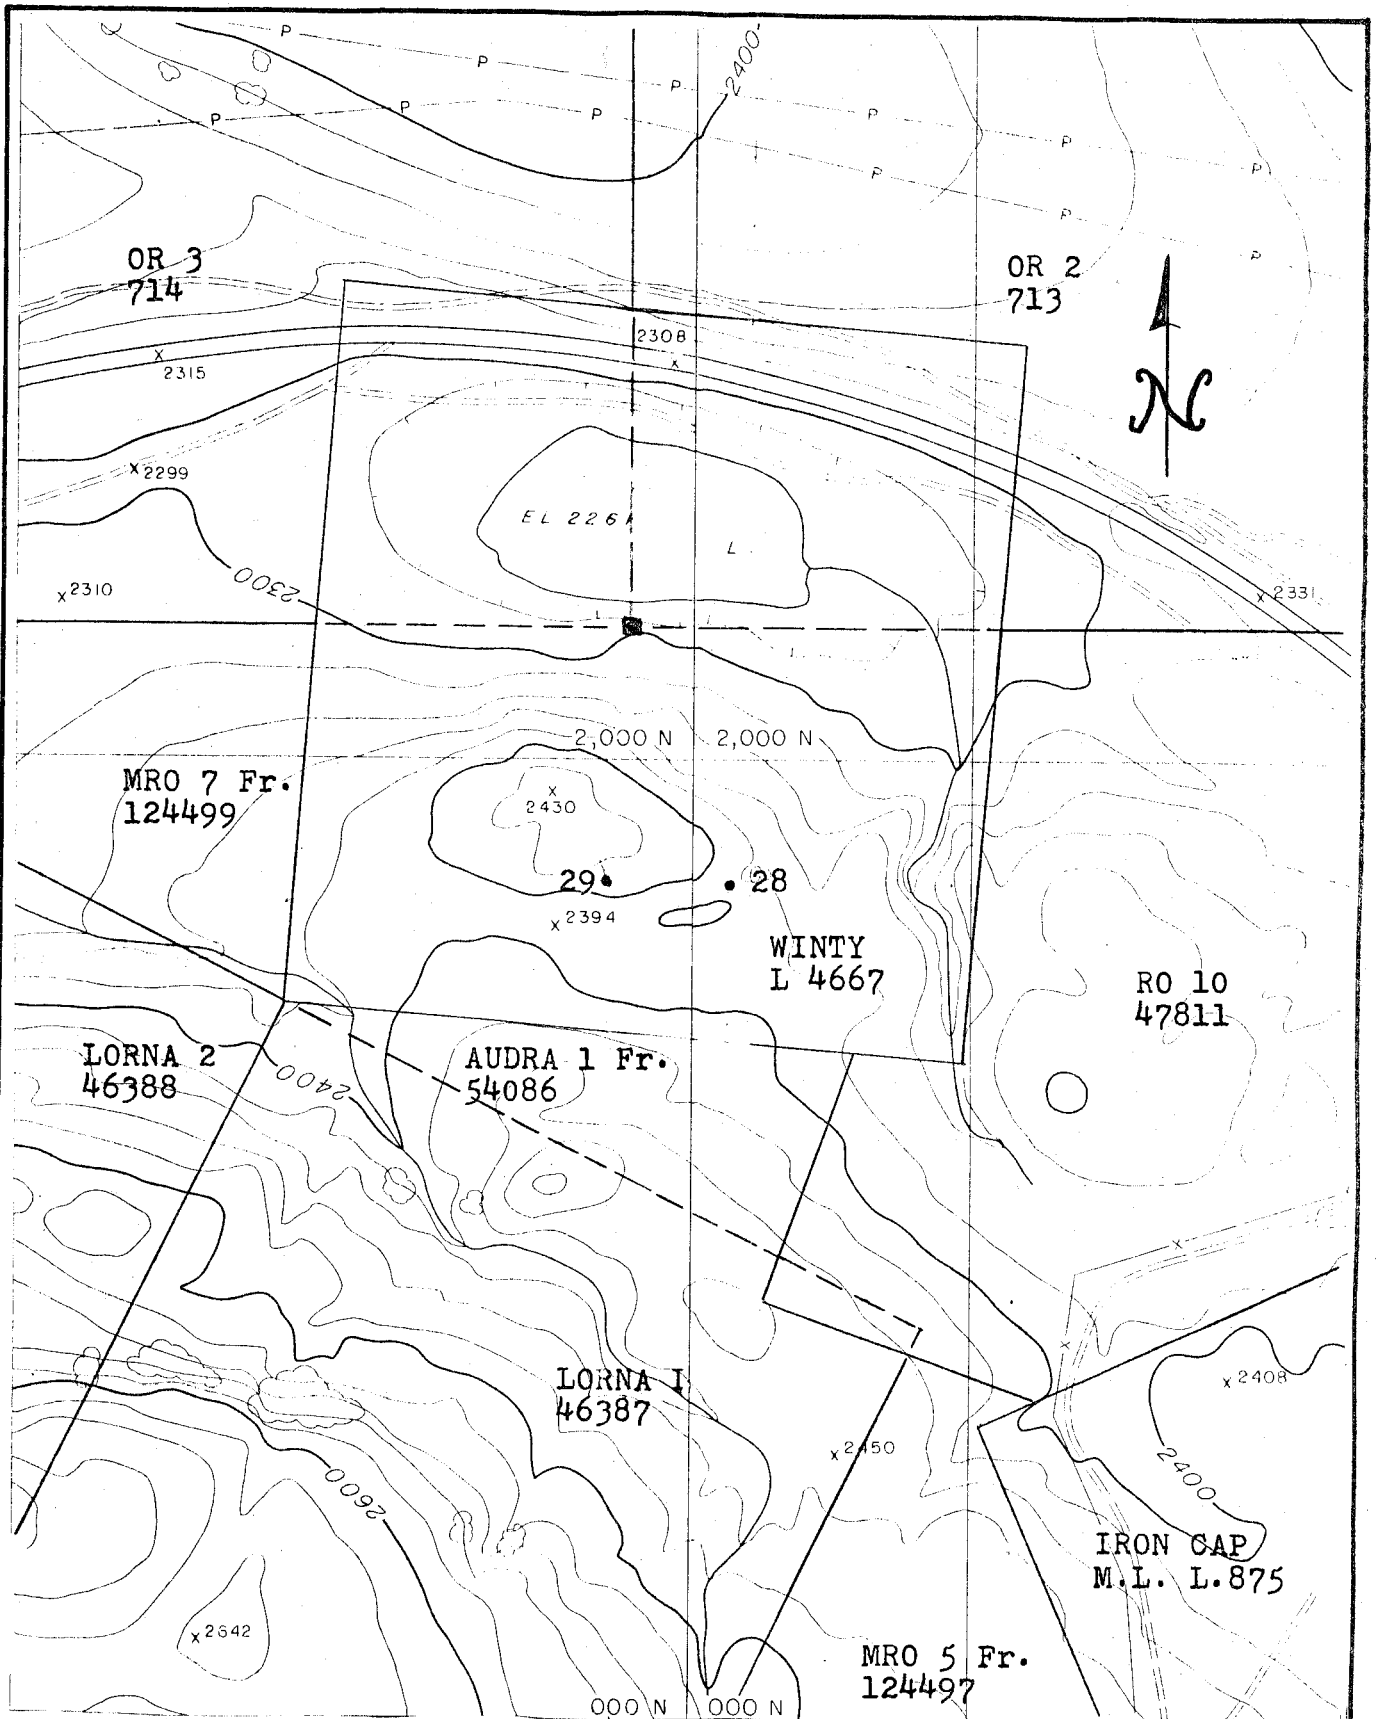 P
P
2400
P
P
P
P
P
P
P
P
P
P
P
OR 3
714
OR 2
713
2308
x
x
2315
N
x 2299
EL 2261
L
2300
x 2310
x 2331
2,000 N
2,000 N
MRO 7 Fr.
124499
x
2430
29
28
x 2394
WINTY
L 4667
RO 10
47811
LORNA 2
46388
2400
AUDRA 1 Fr.
54086
x
x
LORNA I
46387
x 2408
x 2450
2400
2600
IRON CAP
M.L. L.875
x 2642
MRO 5 Fr.
124497
000 N
000 N